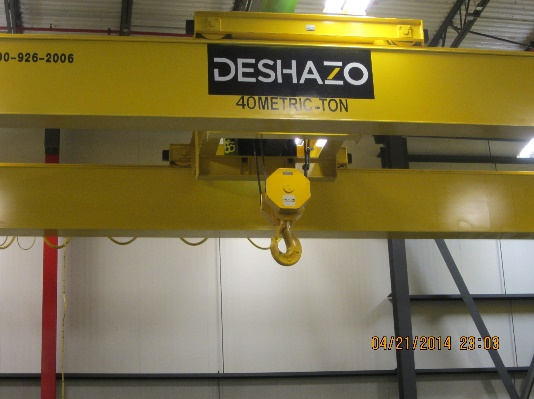 00-926-2006
DESHAZO
40METRIC-TON
04/21/2014 23:03